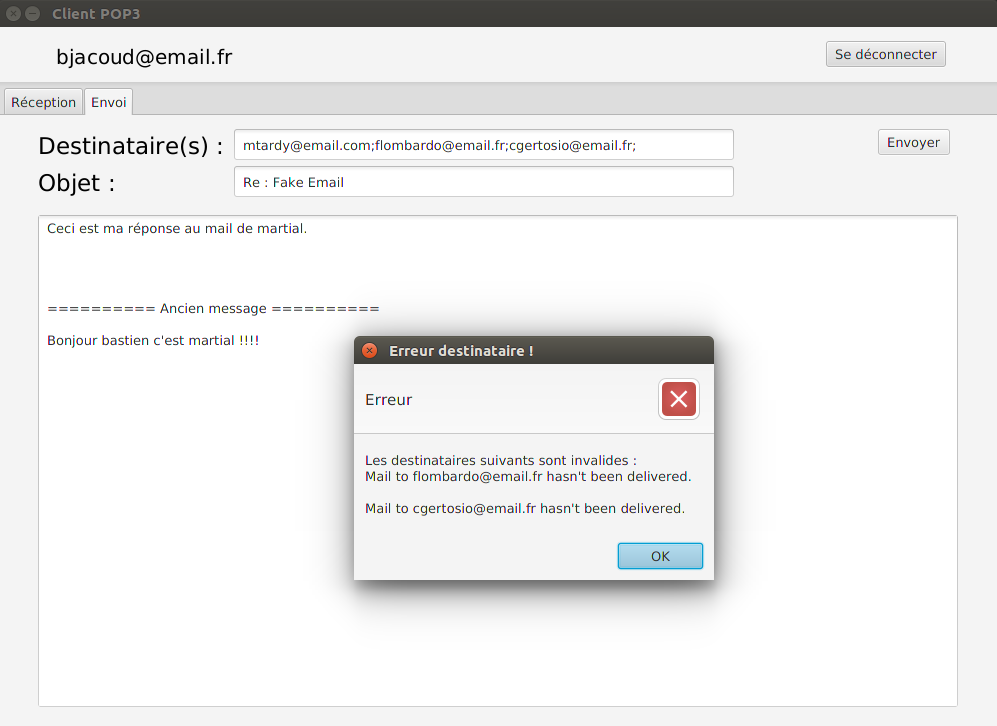 Client POP3
bjacoud@email.fr
Se déconnecter
Réception
Envoi
Destinataire(s) :
mtardy@email.com;flombardo@email.fr;cgertosio@email.fr;
Envoyer
Objet :
Re : Fake Email
Ceci est ma réponse au mail de martial.
========== Ancien message ==========
Bonjour bastien c'est martial !!!!
Erreur destinataire !
Erreur
Les destinataires suivants sont invalides :
Mail to flombardo@email.fr hasn't been delivered.
Mail to cgertosio@email.fr hasn't been delivered.
OK